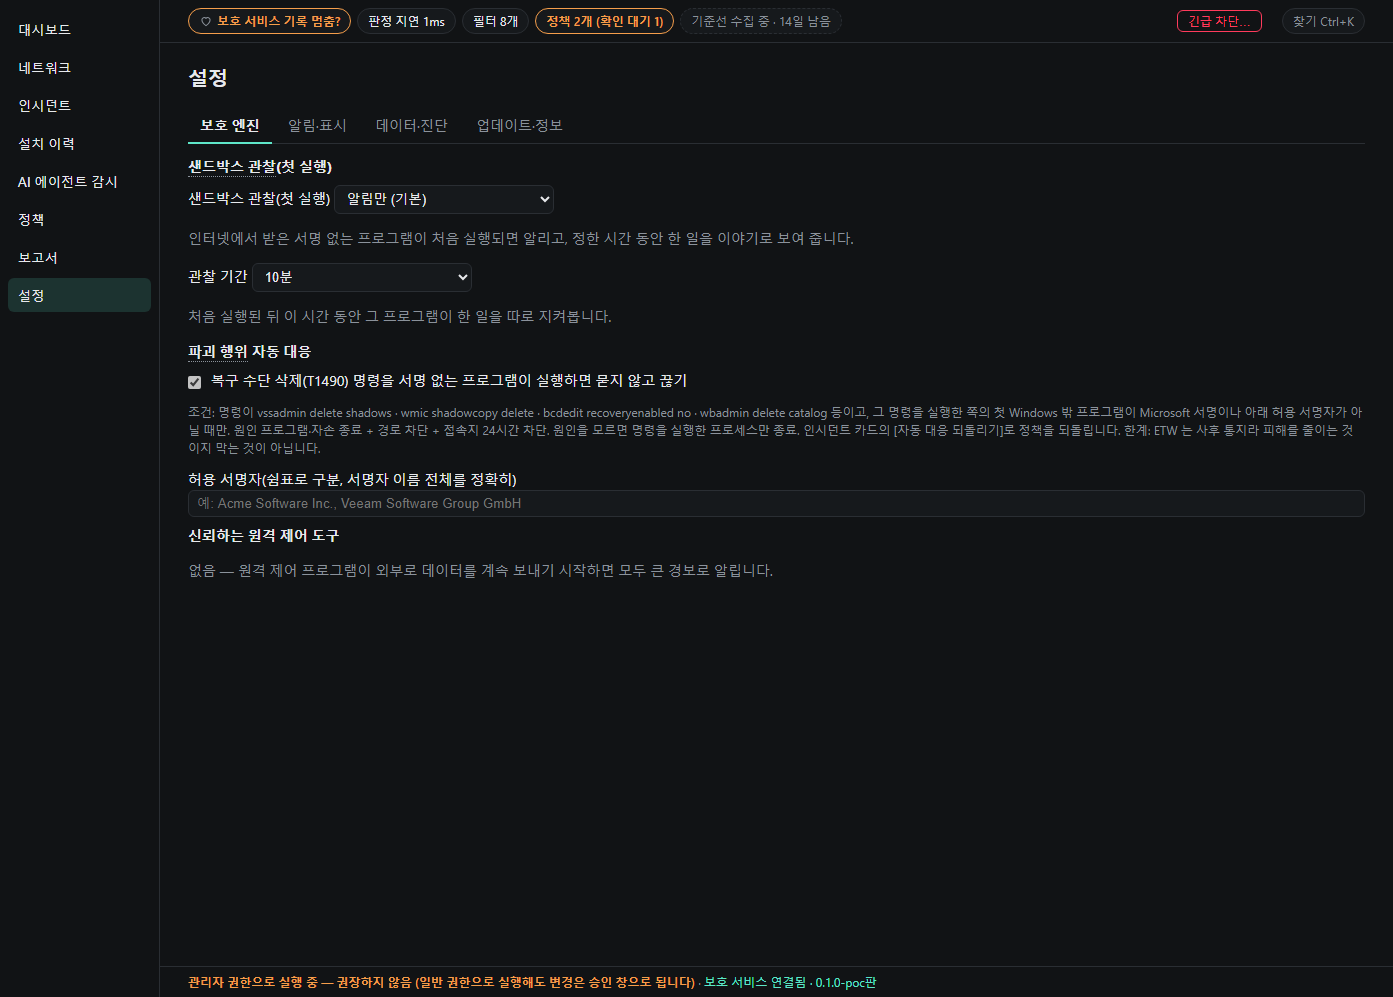 대시보드
네트워크
인시던트
설치 이력
AI 에이전트 감시
정책
보고서
설정
♡ 보호 서비스 기록 멈춤?
판정 지연 1ms
필터 8개
정책 2개 (확인 대기 1)
기준선 수집 중 · 14일 남음
긴급 차단…
찾기 Ctrl+K
설정
보호 엔진
알림·표시
데이터·진단
업데이트·정보
샌드박스 관찰(첫 실행)
샌드박스 관찰(첫 실행) 알림만 (기본)
인터넷에서 받은 서명 없는 프로그램이 처음 실행되면 알리고, 정한 시간 동안 한 일을 이야기로 보여 줍니다.
관찰 기간 10분
처음 실행된 뒤 이 시간 동안 그 프로그램이 한 일을 따로 지켜봅니다.
파괴 행위 자동 대응
복구 수단 삭제(T1490) 명령을 서명 없는 프로그램이 실행하면 묻지 않고 끊기
조건: 명령이 vssadmin delete shadows · wmic shadowcopy delete · bcdedit recoveryenabled no · wbadmin delete catalog 등이고, 그 명령을 실행한 쪽의 첫 Windows 밖 프로그램이 Microsoft 서명이나 아래 허용 서명자가 아
닐 때만. 원인 프로그램·자손 종료 + 경로 차단 + 접속지 24시간 차단. 원인을 모르면 명령을 실행한 프로세스만 종료. 인시던트 카드의 [자동 대응 되돌리기]로 정책을 되돌립니다. 한계: ETW 는 사후 통지라 피해를 줄이는 것
이지 막는 것이 아닙니다.
허용 서명자(쉼표로 구분, 서명자 이름 전체를 정확히)
예: Acme Software Inc., Veeam Software Group GmbH
신뢰하는 원격 제어 도구
없음 — 원격 제어 프로그램이 외부로 데이터를 계속 보내기 시작하면 모두 큰 경보로 알립니다.
관리자 권한으로 실행 중 — 권장하지 않음 (일반 권한으로 실행해도 변경은 승인 창으로 됩니다) · 보호 서비스 연결됨 · 0.1.0-poc판